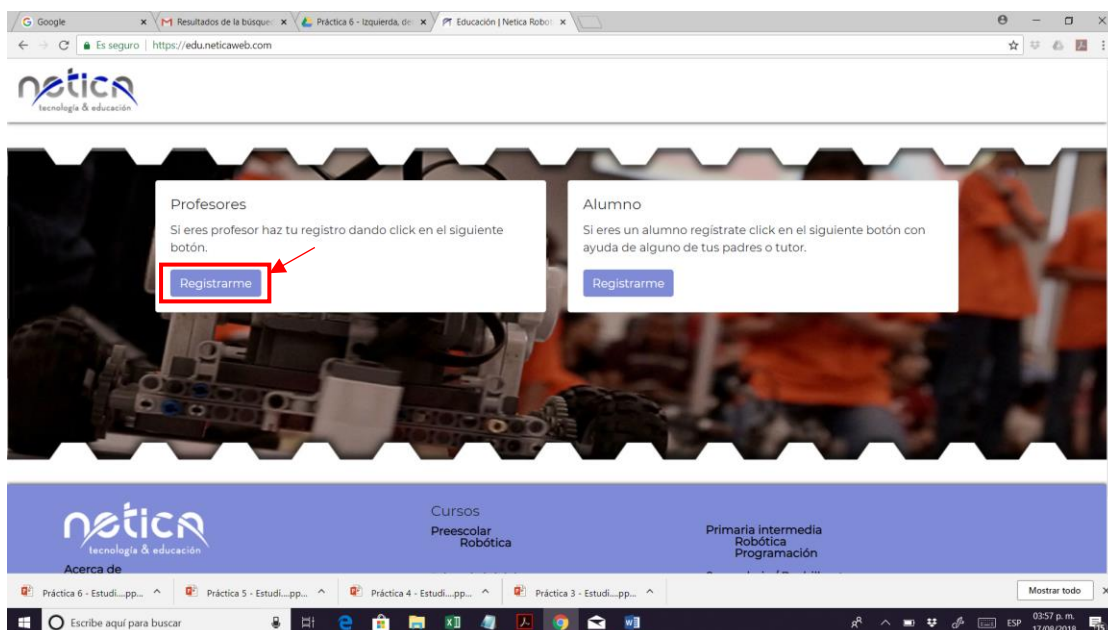 Google
Resultados de la búsque
Práctica 6 - Izquierda, de
Educación | Netica Robot
Es seguro | https://edu.neticaweb.com
netica
tecnología & educación
Profesores
Si eres profesor haz tu registro dando click en el siguiente
botón.
Registrarme
Alumno
Si eres un alumno registrate click en el siguiente botón con
ayuda de alguno de tus padres o tutor.
Registrarme
netica
tecnología & educación
Acerca de
Cursos
Preescolar
Robótica
Primaria intermedia
Robótica
Programación
Práctica 6 - Estudi....pp...
Práctica 5 - Estudi....pp...
Práctica 4 - Estudi....pp...
Práctica 3 - Estudi....pp...
Mostrar todo
Escribe aquí para buscar
ESP
03:57 p. m.
17/08/2018
15